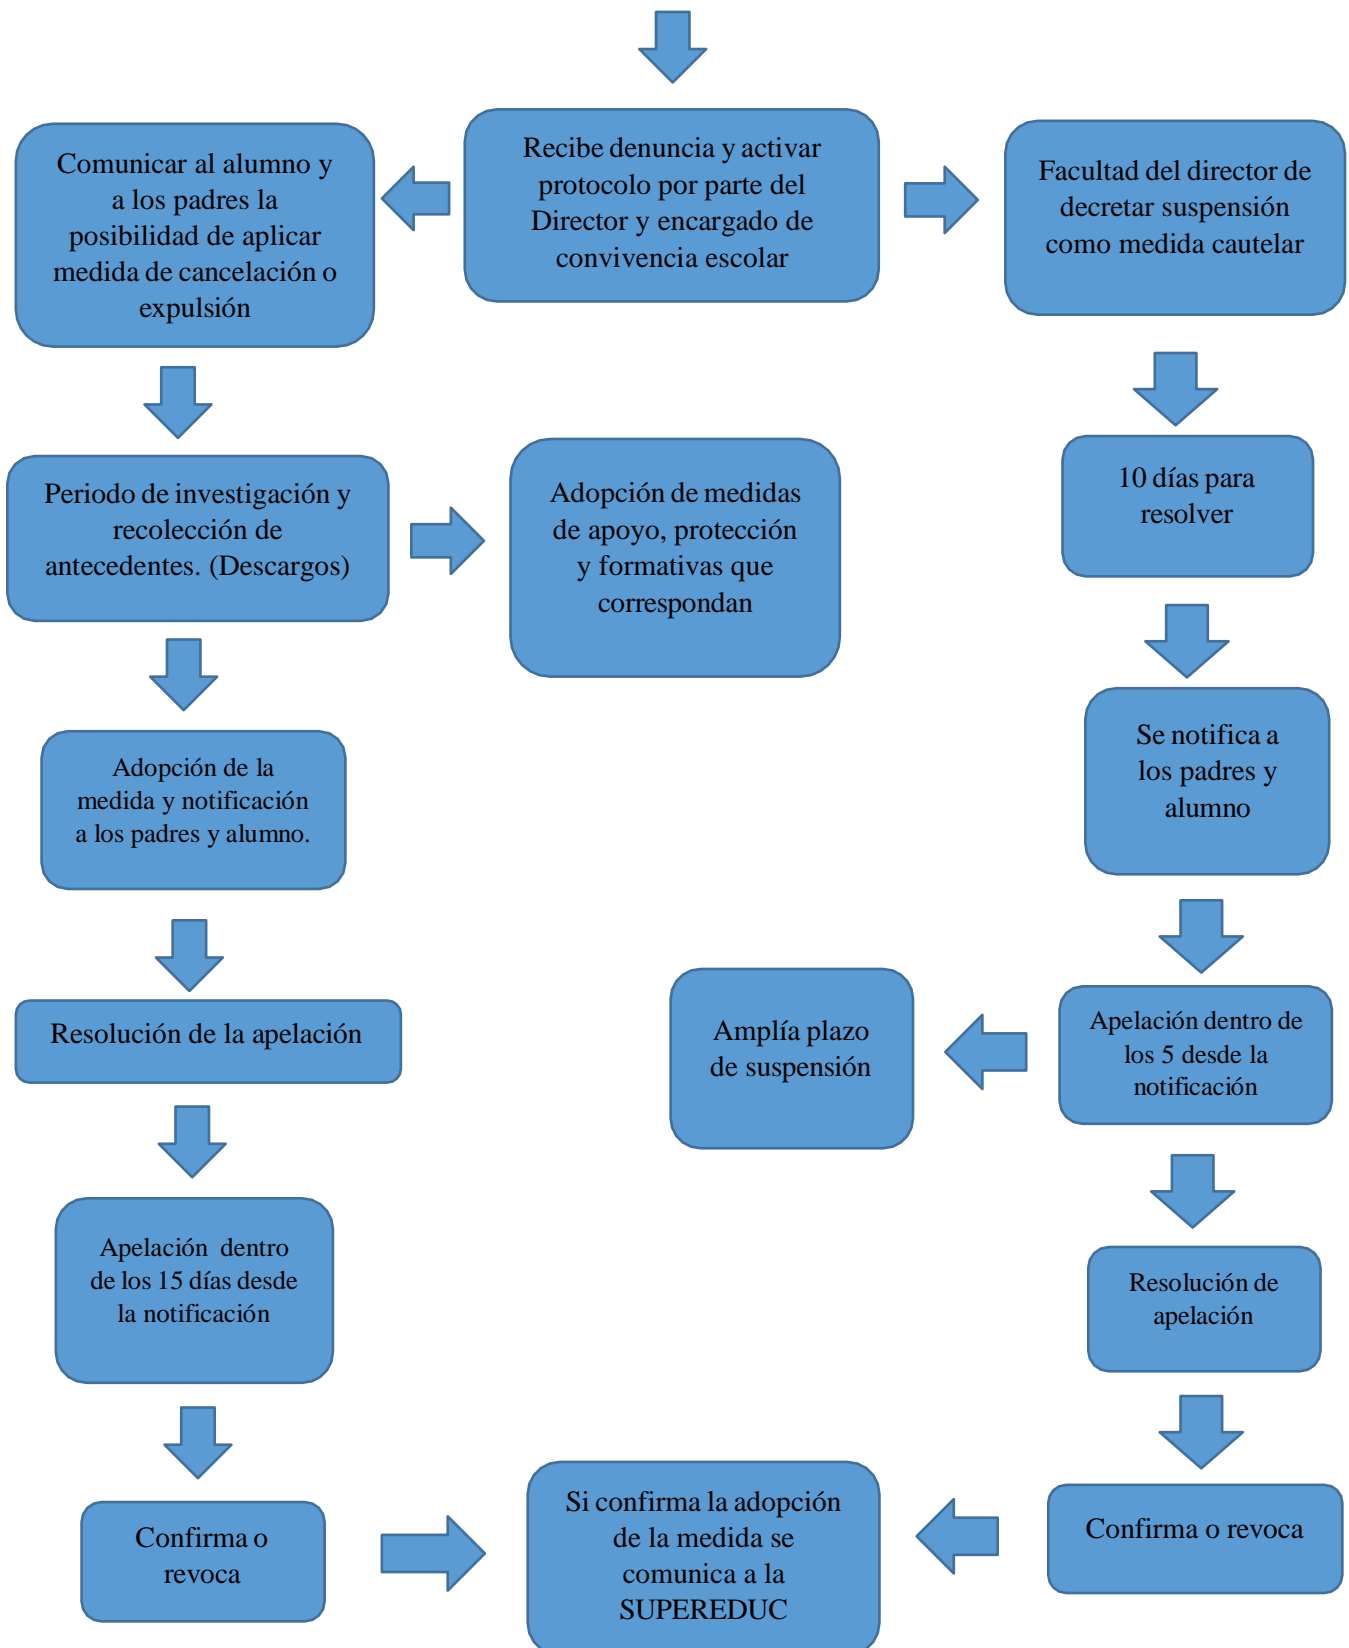 Recibe denuncia y activar
protocolo por parte del
Director y encargado de
convivencia escolar
Comunicar al alumno y
a los padres la
posibilidad de aplicar
medida de cancelación o
expulsión
Facultad del director de
decretar suspensión
como medida cautelar
Periodo de investigación y
recolección de
antecedentes. (Descargos)
Adopción de medidas
de apoyo, protección
y formativas que
correspondan
10 días para
resolver
Adopción de la
medida y notificación
a los padres y alumno.
Se notifica a
los padres y
alumno
Resolución de la apelación
Amplía plazo
de suspensión
Apelación dentro de
los 5 desde la
notificación
Apelación dentro
de los 15 días desde
la notificación
Resolución de
apelación
Confirma o
revoca
Si confirma la adopción
de la medida se
comunica a la
SUPEREDUC
Confirma o revoca